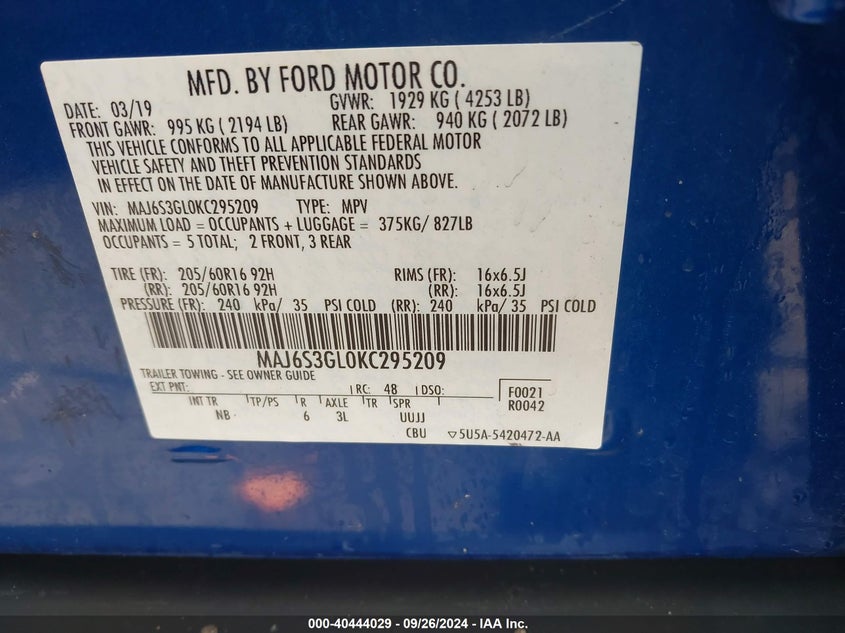 MFD. BY FORD MOTOR CO.
DATE: 03/19 GVWR: 1929 KG ( 4253 LB)
FRONT GAWR: 995 KG ( 2194 LB) REAR GAWR: 940 KG ( 2072 LB)
THIS VEHICLE CONFORMS TO ALL APPLICABLE FEDERAL MOTOR
VEHICLE SAFETY AND THEFT PREVENTION STANDARDS
IN EFFECT ON THE DATE OF MANUFACTURE SHOWN ABOVE.
VIN: MAJ6S3GL0KC295209 TYPE: MPV
MAXIMUM LOAD = OCCUPANTS + LUGGAGE = 375KG/ 827LB
OCCUPANTS = 5 TOTAL; 2 FRONT, 3 REAR
TIRE (FR): 205/60R16 92H RIMS (FR): 16x6.5J
(RR): 205/60R16 92H (RR): 16x6.5J
PRESSURE (FR): 240 kPa/ 35 PSI COLD (RR): 240 kPa/ 35 PSI COLD
MAJ6S3GL0KC295209
TRAILER TOWING - SEE OWNER GUIDE
EXT PNT: RC: 48 DSO: F0021
INT TR TP/PS R AXLE TR SPR R0042
NB 6 3L UUJJ
CBU 5U5A-5420472-AA
000-40444029 - 09/26/2024 - IAA Inc.